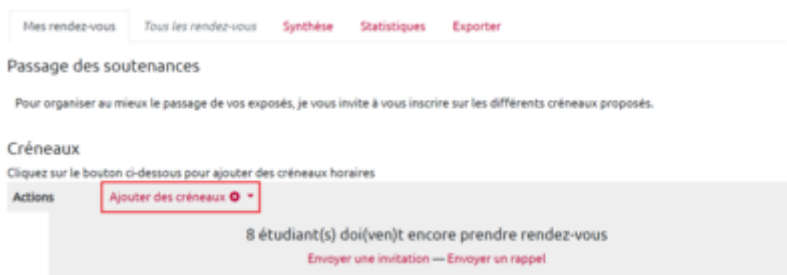 Mes rendez-vous Tous les rendez-vous Synthèse Statistiques Exporter
Passage des soutenances
Pour organiser au mieux le passage de vos exposés, je vous invite à vous inscrire sur les différents créneaux proposés.
Créneaux
Cliquez sur le bouton ci-dessous pour ajouter des créneaux horaires
Actions Ajouter des créneaux
8 étudiant(s) doi(ven)t encore prendre rendez-vous
Envoyer une invitation — Envoyer un rappel